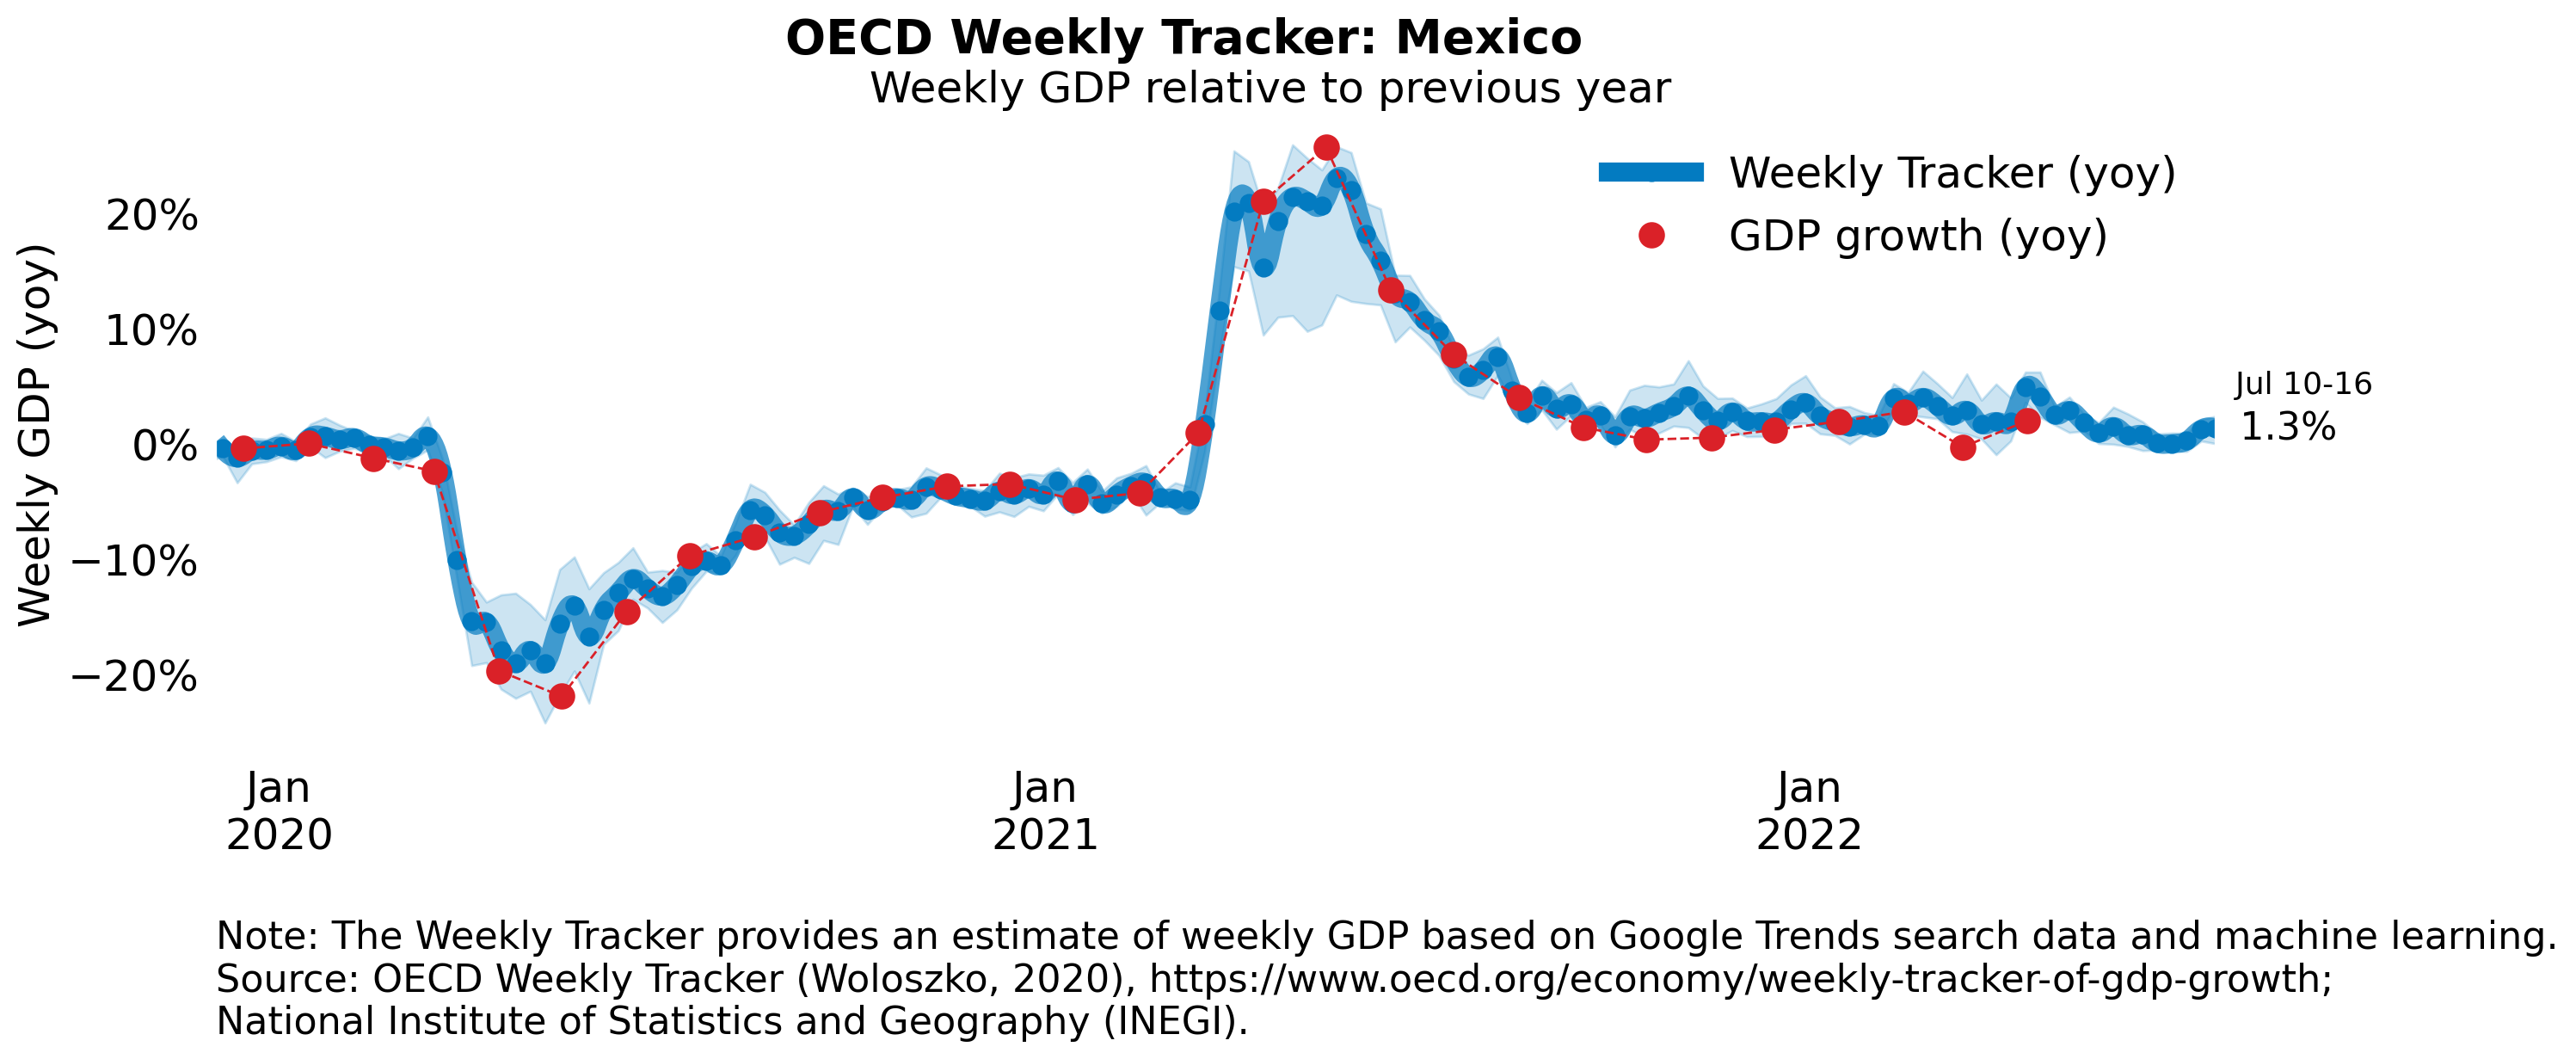 OECD Weekly Tracker: Mexico
Weekly GDP relative to previous year
Weekly Tracker (yoy)
GDP growth (yoy)
Weekly GDP (yoy)
20%
10%
0%
−10%
−20%
Jul 10-16
1.3%
Jan
2020
Jan
2021
Jan
2022
Note: The Weekly Tracker provides an estimate of weekly GDP based on Google Trends search data and machine learning.
Source: OECD Weekly Tracker (Woloszko, 2020), https://www.oecd.org/economy/weekly-tracker-of-gdp-growth;
National Institute of Statistics and Geography (INEGI).